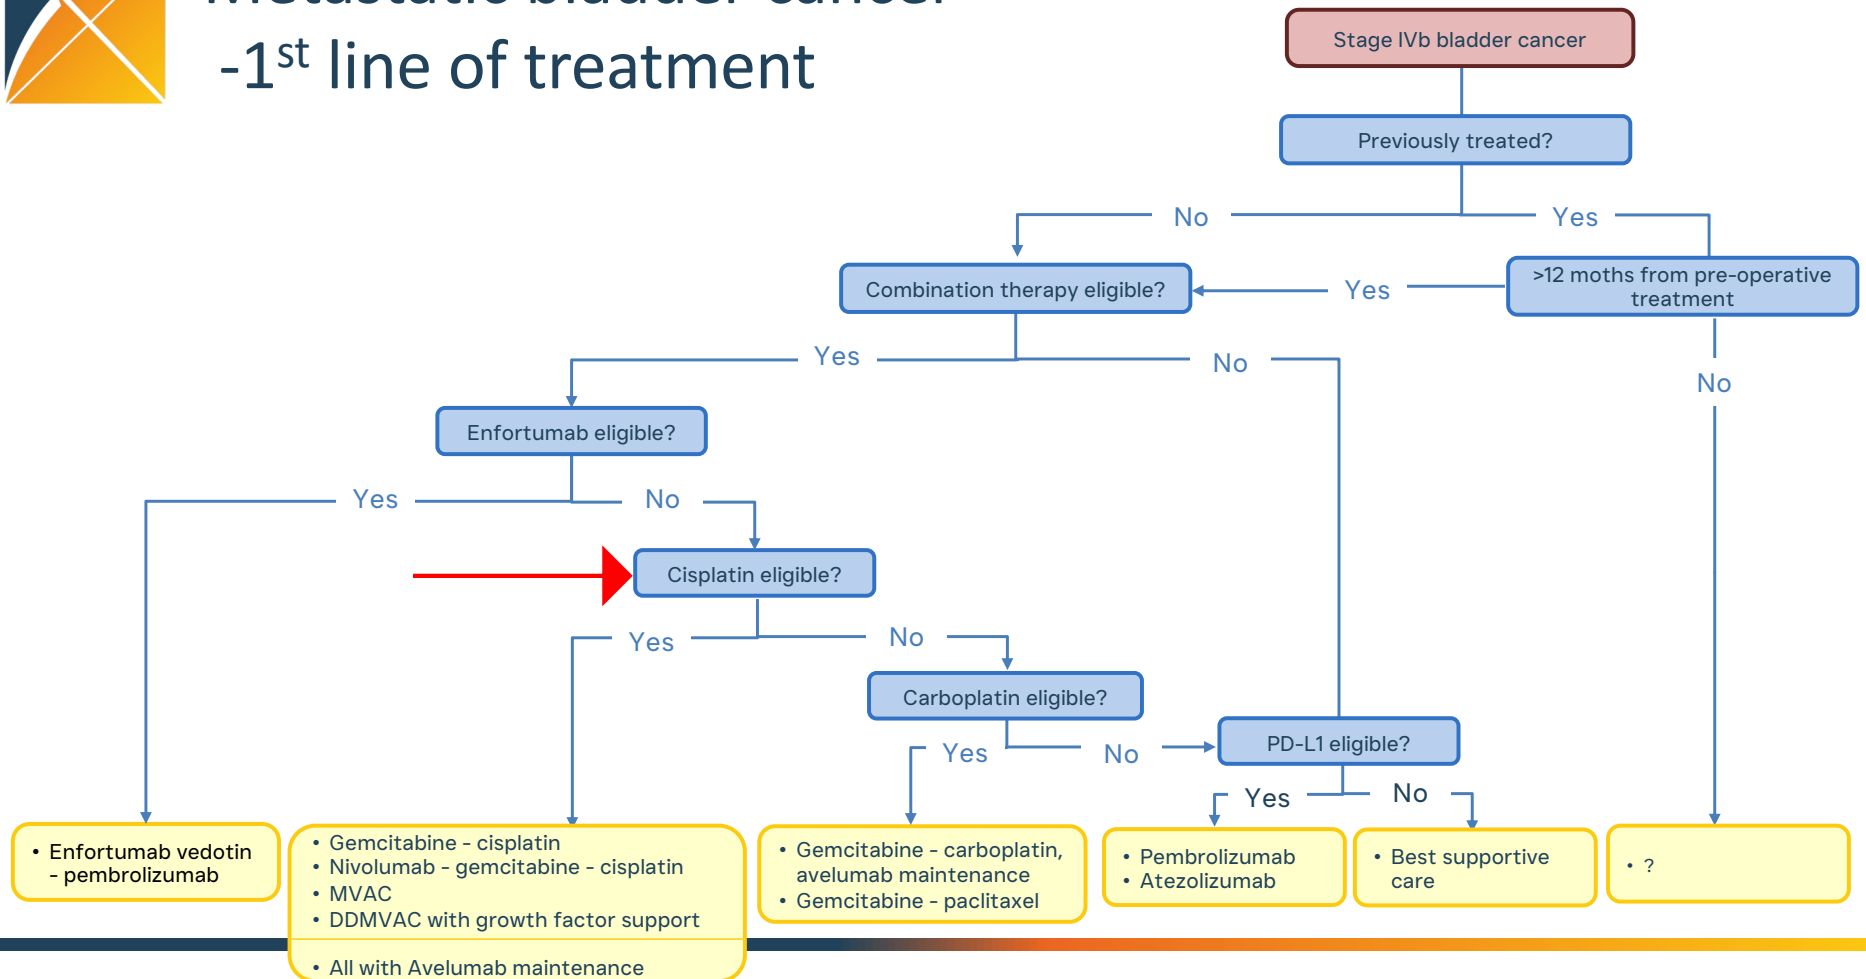 Metastatic bladder cancer
-1st line of treatment
Stage IVb bladder cancer
Previously treated?
No
Yes
Combination therapy eligible?
Yes
>12 moths from pre-operative
treatment
Yes
No
No
Enfortumab eligible?
Yes
No
Cisplatin eligible?
Yes
No
Carboplatin eligible?
Yes
No
PD-L1 eligible?
Yes
No
• Enfortumab vedotin
- pembrolizumab
• Gemcitabine - cisplatin
• Nivolumab - gemcitabine - cisplatin
• MVAC
• DDMVAC with growth factor support
• All with Avelumab maintenance
• Gemcitabine - carboplatin,
avelumab maintenance
• Gemcitabine - paclitaxel
• Pembrolizumab
• Atezolizumab
• Best supportive
care
• ?